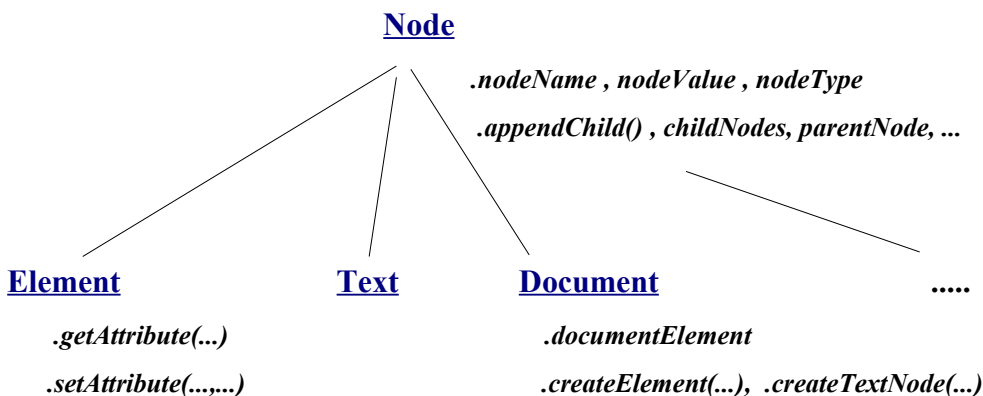 Node
.nodeName , nodeValue , nodeType
.appendChild() , childNodes, parentNode, ...
Element
Text
Document
.....
.getAttribute(...)
.documentElement
.setAttribute(...,...)
.createElement(...), .createTextNode(...)